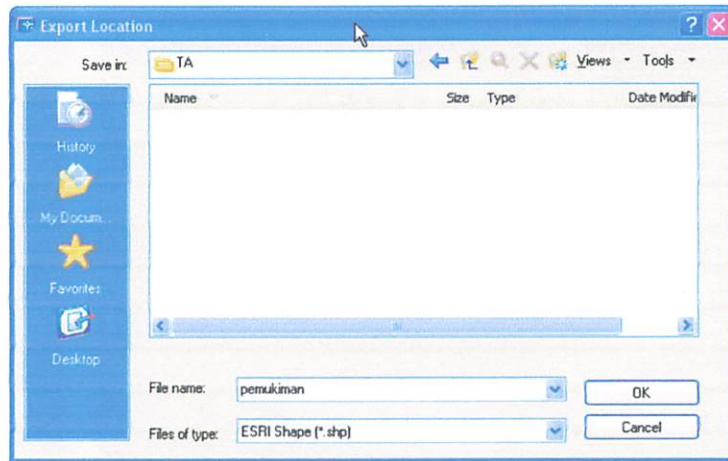 Export Location
Save in: TA Views Tools
Name Size Type Date Modifie
History
My Docum...
Favorites
Desktop
File name: pemukiman OK
Files of type: ESRI Shape (*.shp) Cancel